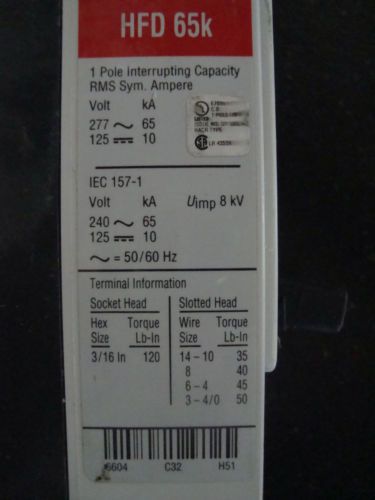 HFD 65k
1 Pole Interrupting Capacity
RMS Sym. Ampere
Volt kA
277 ~ 65
125 ⎓ 10
HACR TYPE
IEC 157-1
Volt kA Uimp 8 kV
240 ~ 65
125 ⎓ 10
~ = 50/60 Hz
Terminal Information
Socket Head Slotted Head
Hex Torque Wire Torque
Size Lb-In Size Lb-In
3/16 In 120 14 - 10 35
8 40
6 - 4 45
3 - 4/0 50
6604 C32 H51